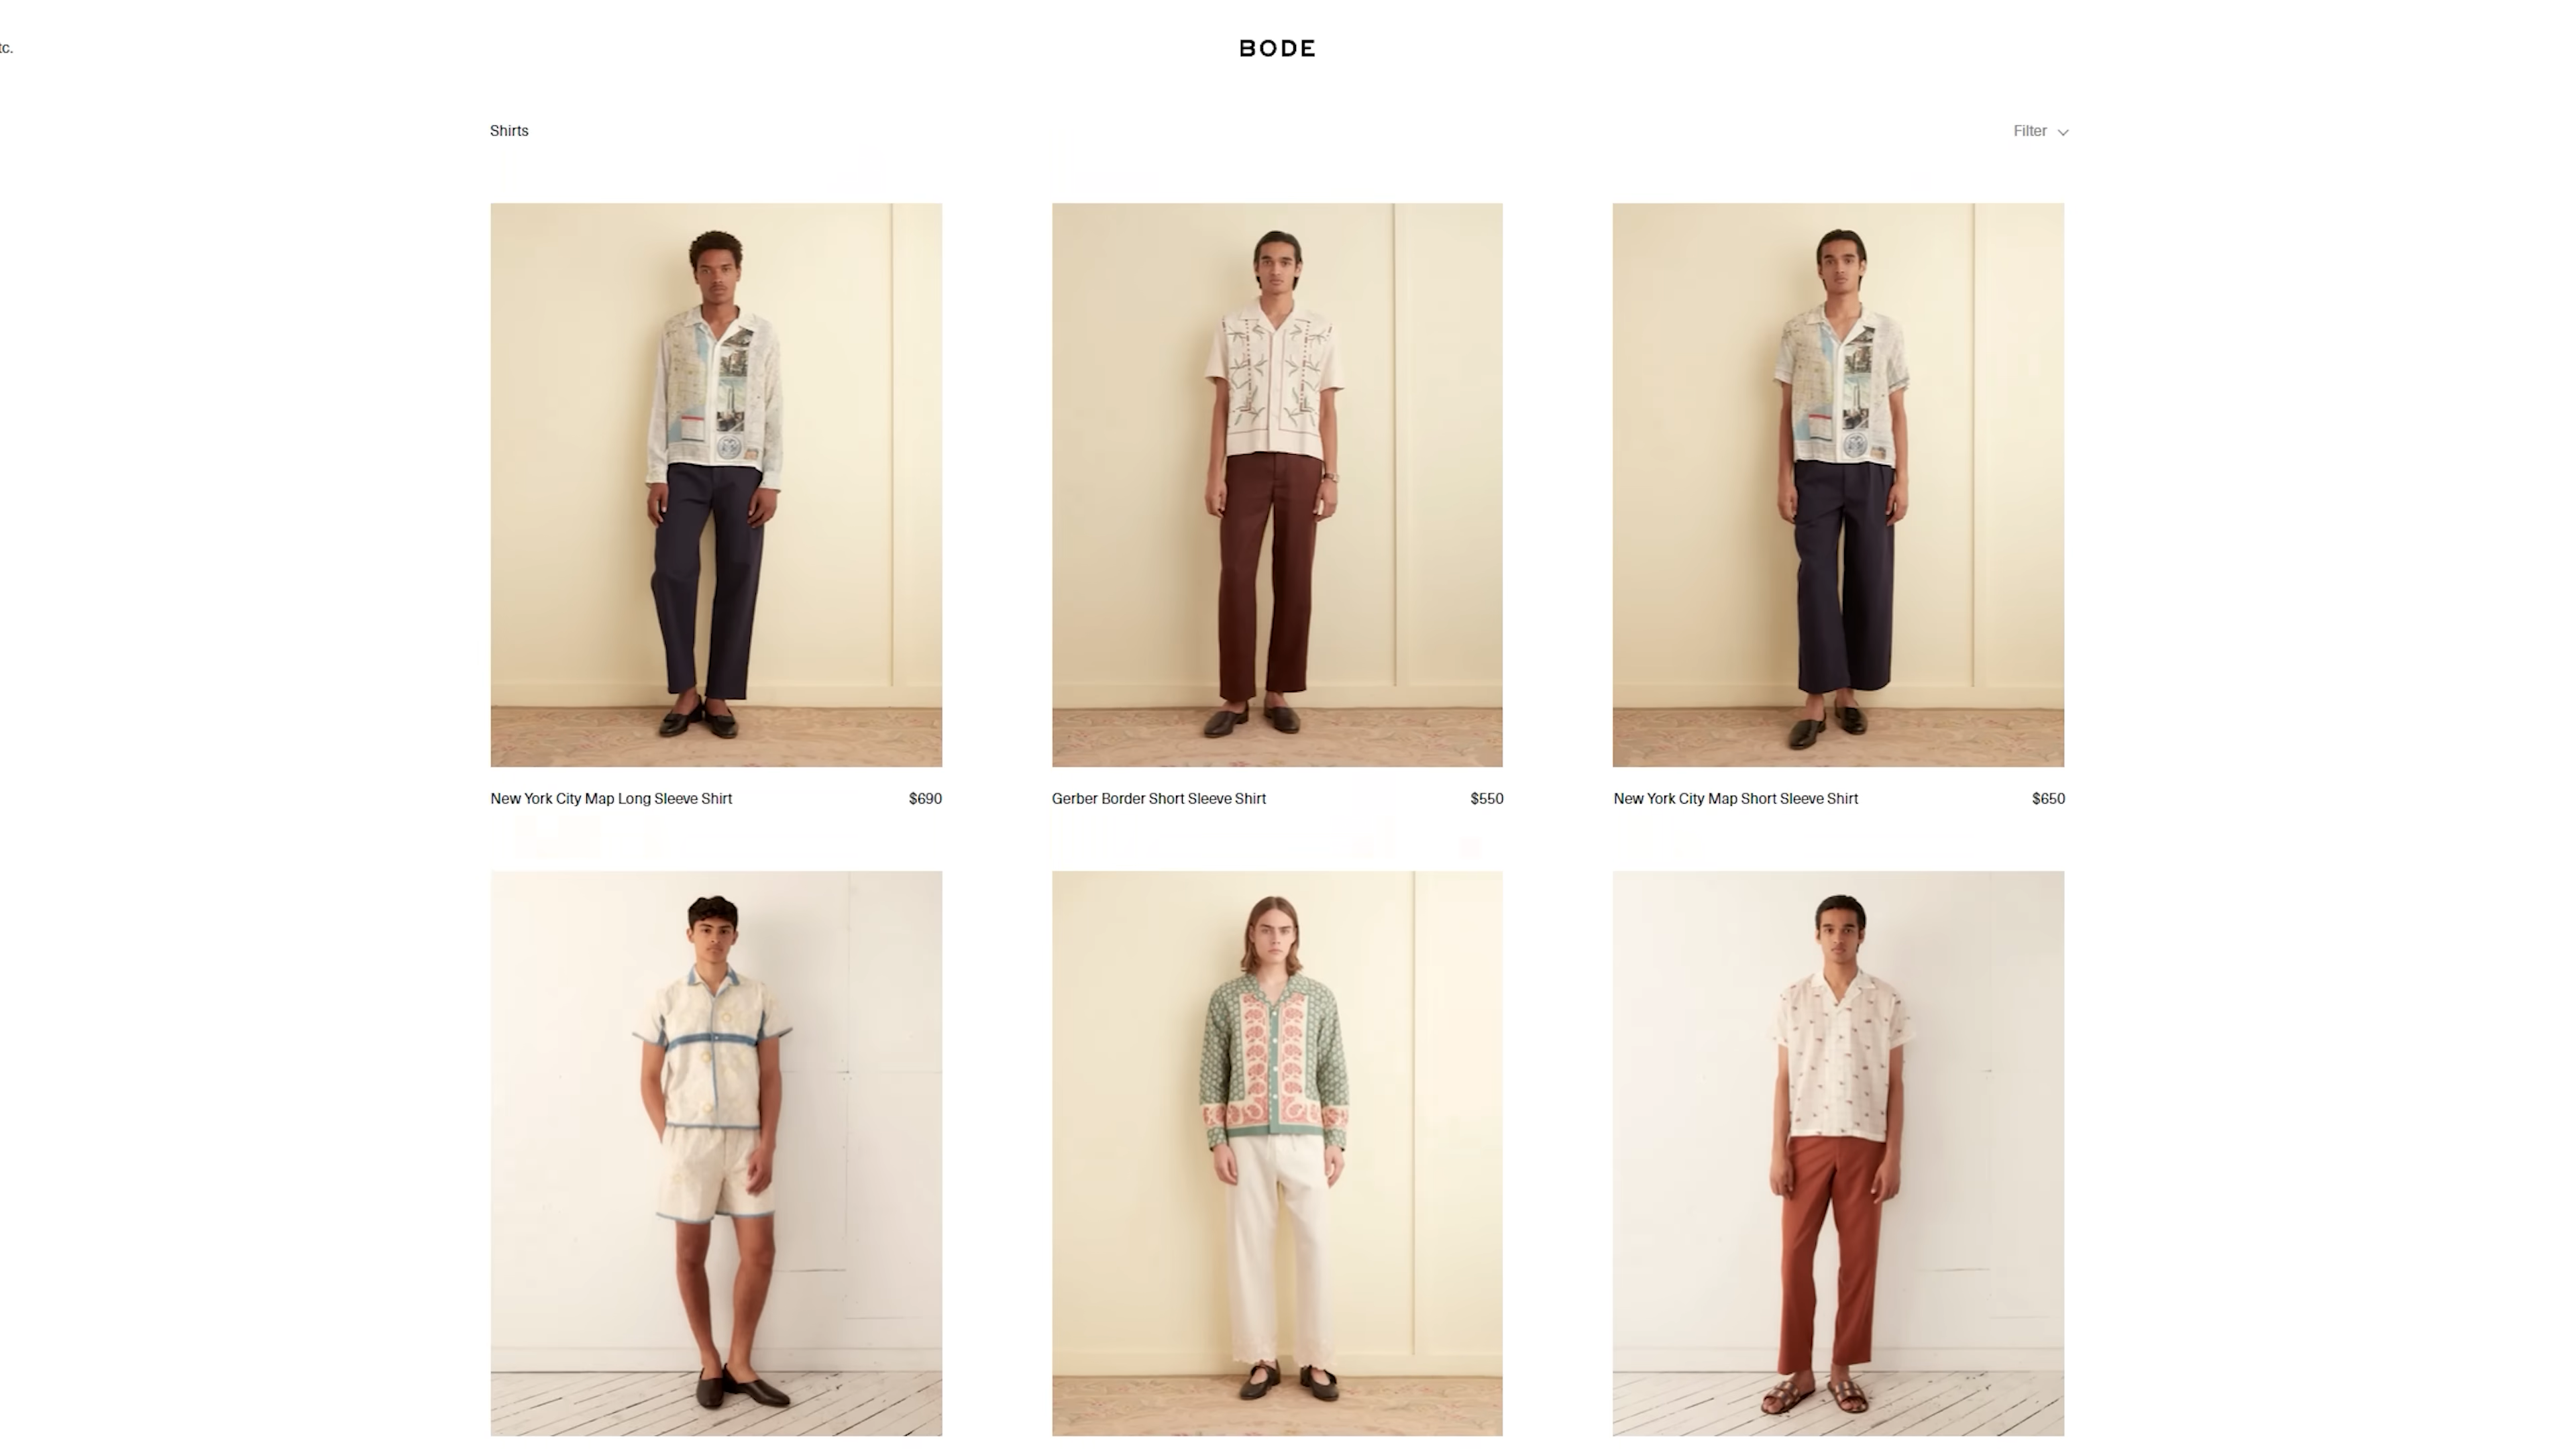 tc.
BODE
Shirts
Filter
New York City Map Long Sleeve Shirt $690
Gerber Border Short Sleeve Shirt $550
New York City Map Short Sleeve Shirt $650